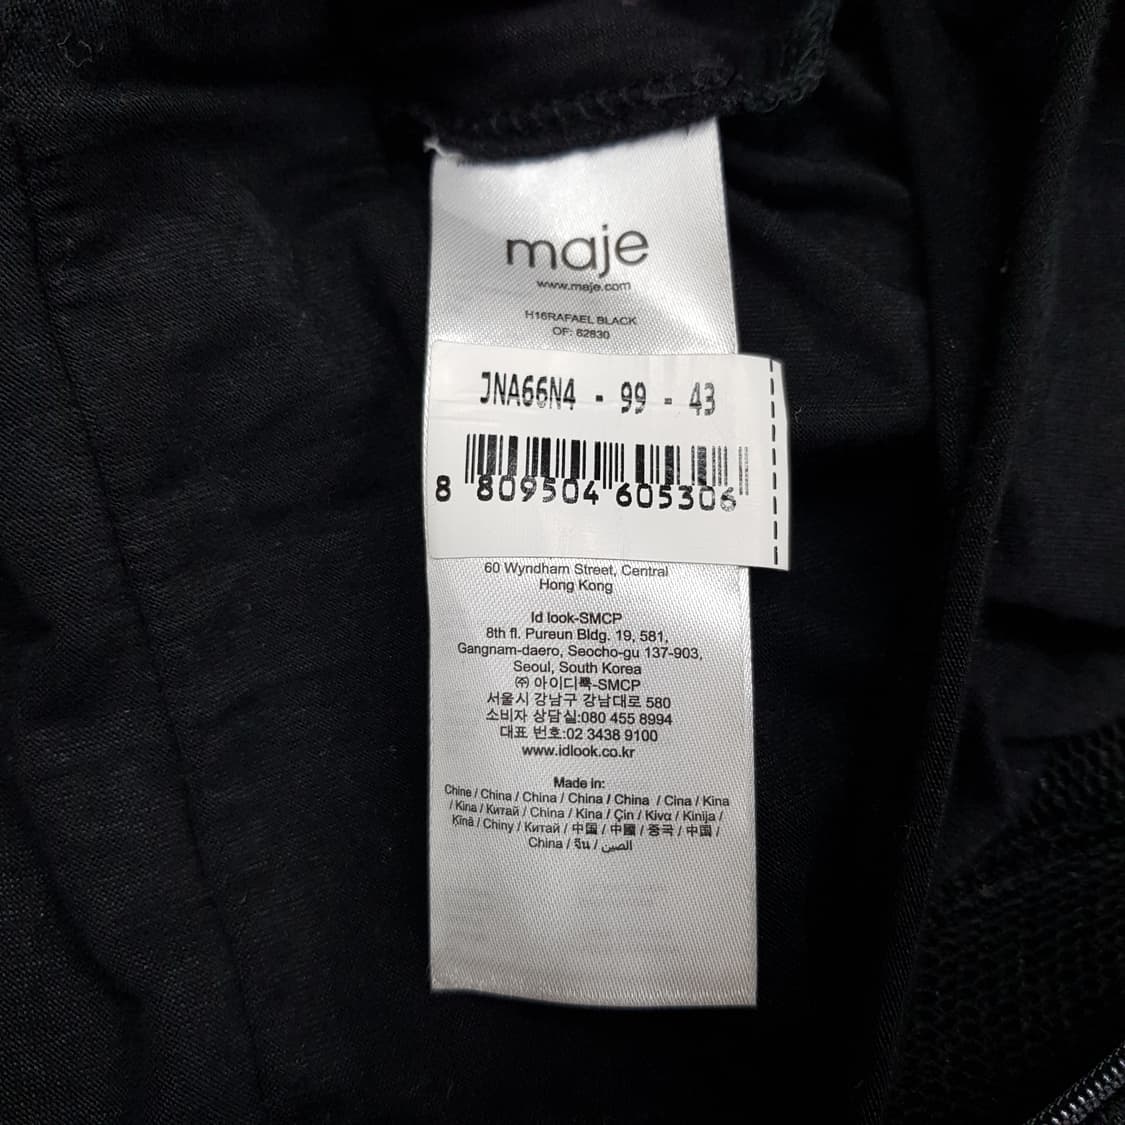 maje
www.maje.com
H16RAFAEL BLACK
OF: 62830
JNA66N4 - 99 - 43
8 809504 605306
60 Wyndham Street, Central
Hong Kong
Id look-SMCP
8th fl. Pureun Bldg. 19, 581,
Gangnam-daero, Seocho-gu 137-903,
Seoul, South Korea
㈜ 아이디룩-SMCP
서울시 강남구 강남대로 580
소비자 상담실:080 455 8994
대표 번호:02 3438 9100
www.idlook.co.kr
Made in:
Chine / China / China / China / China / Cina / Kina
/ Kina / Китай / China / Kina / Çin / Κίνα / Kinija /
Ķīnā / Chiny / Китай / 中国 / 中國 / 중국 / 中国 /
China / จีน / الصين